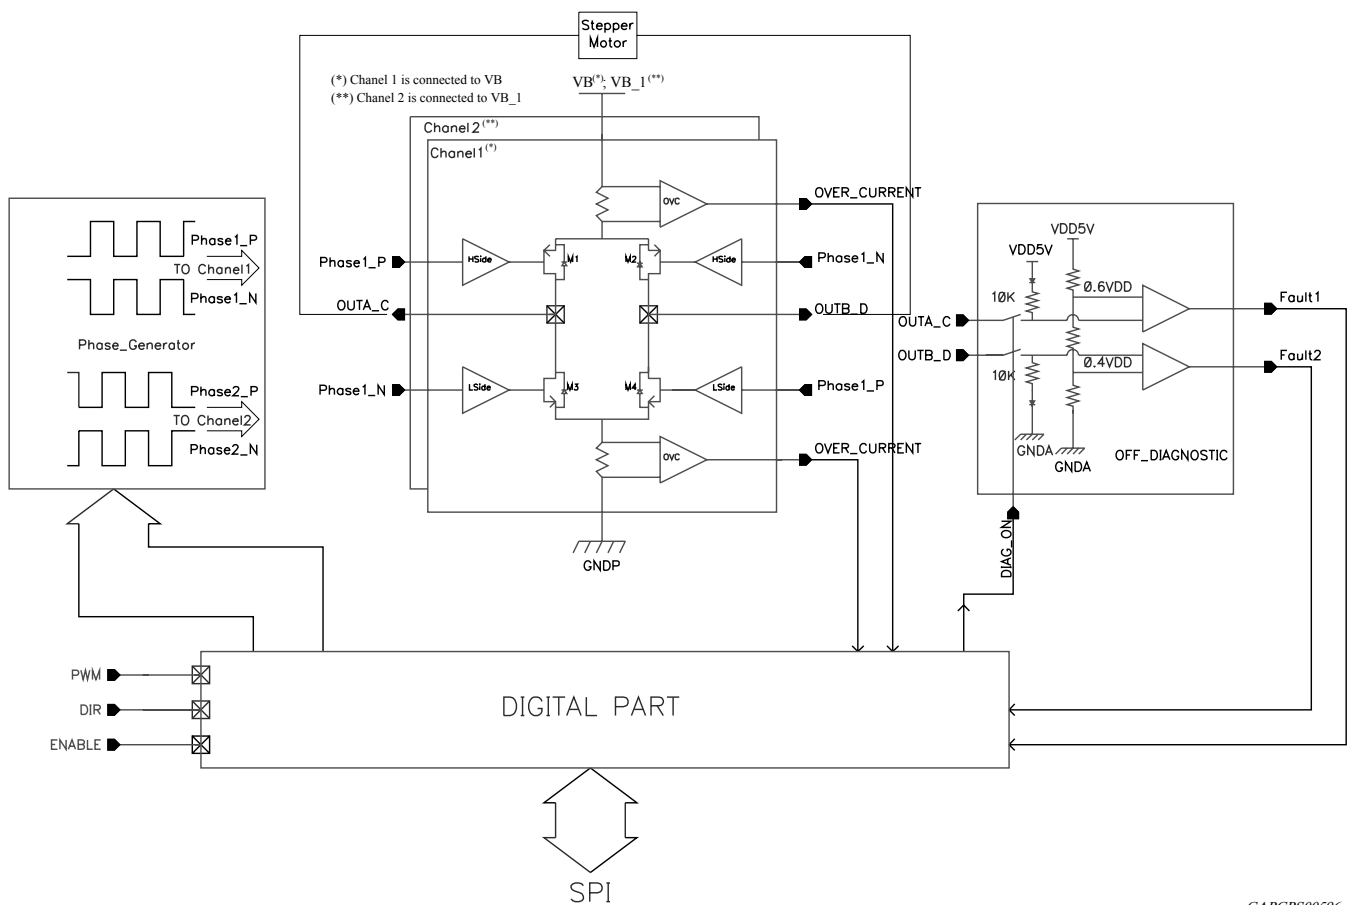 Stepper
Motor
(*) Chanel 1 is connected to VB
(**) Chanel 2 is connected to VB_1
VB(*); VB_1(**)
Chanel2(**)
Chanel1(*)
OVC
OVER_CURRENT
Phase1_P
HSide
M1
M2
HSide
Phase1_N
OUTA_C
OUTB_D
Phase1_N
LSide
M3
M4
LSide
Phase1_P
OVC
OVER_CURRENT
GNDP
Phase1_P
TO Chanel1
Phase1_N
Phase_Generator
Phase2_P
TO Chanel2
Phase2_N
VDD5V
VDD5V
10K
0.6VDD
OUTA_C
OUTB_D
10K
0.4VDD
GNDA
GNDA
OFF_DIAGNOSTIC
Fault1
Fault2
DIAG_ON
PWM
DIR
ENABLE
DIGITAL PART
SPI